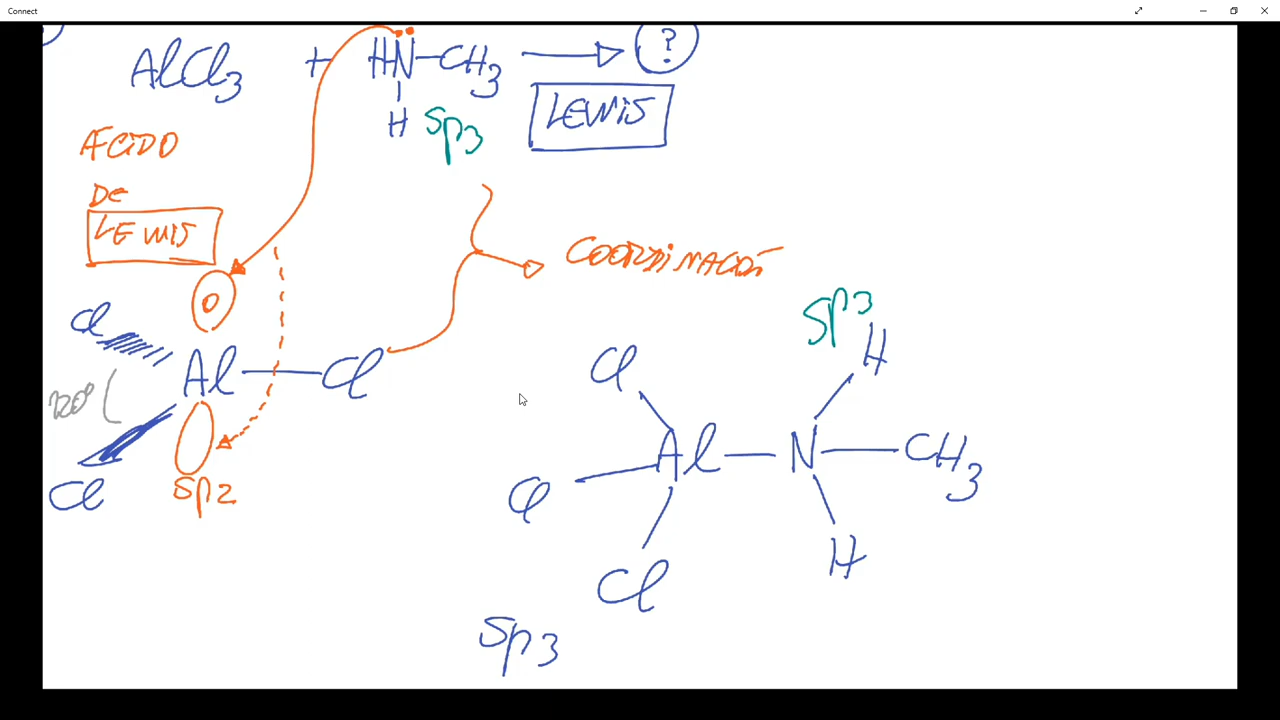 Connect
AlCl3 + HN̈-CH3 → ?
H
sp3
LEWIS
ACIDO
DE
LEWIS
COORDINACIÓN
O
Cl
Al — Cl
120°
Cl
sp2
sp3
H
Cl
Cl
Al — N — CH3
Cl
H
sp3